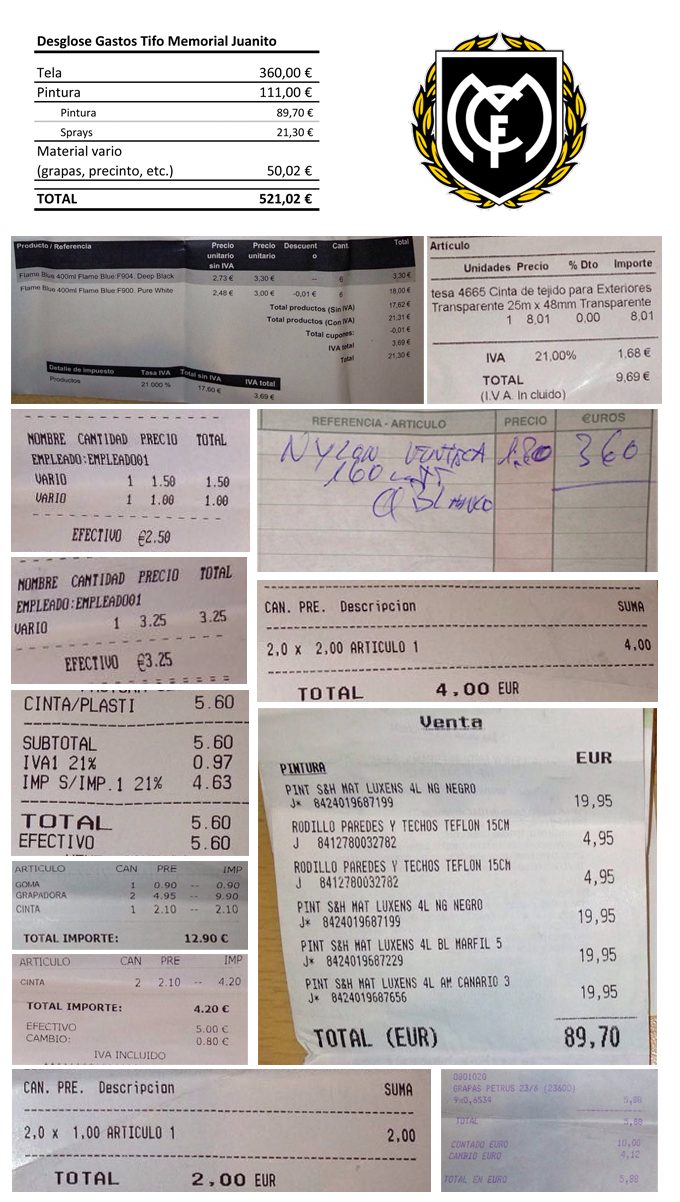 Desglose Gastos Tifo Memorial Juanito
Tela 360,00 €
Pintura 111,00 €
Pintura 89,70 €
Sprays 21,30 €
Material vario
(grapas, precinto, etc.) 50,02 €
TOTAL 521,02 €
MCF
Producto / Referencia Precio unitario sin IVA Precio unitario Descuento Cant. Total
Flame Blue 400ml Flame Blue F904. Deep Black 2,73 € 3,30 € -- 6 3,30 €
Flame Blue 400ml Flame Blue F900. Pure White 2,48 € 3,00 € -0,01 € 6 18,00 €
Total productos (Sin IVA) 17,62 €
Total productos (Con IVA) 21,31 €
Total cupones: -0,01 €
IVA total 3,69 €
Total 21,30 €
Detalle de impuesto Tasa IVA Total sin IVA IVA total
Productos 21.000 % 17,60 € 3,69 €
Artículo
Unidades Precio % Dto Importe
tesa 4665 Cinta de tejido para Exteriores
Transparente 25m x 48mm Transparente
1 8,01 0.00 8,01
IVA 21,00% 1,68 €
TOTAL 9,69 €
(I.V.A. In cluido)
NOMBRE CANTIDAD PRECIO TOTAL
EMPLEADO:EMPLEADO01
VARIO 1 1.50 1.50
VARIO 1 1.00 1.00
EFECTIVO €2.50
REFERENCIA - ARTICULO PRECIO €UROS
NYLON 1,80 360
160
BLANCO
NOMBRE CANTIDAD PRECIO TOTAL
EMPLEADO:EMPLEADO01
VARIO 1 3.25 3.25
EFECTIVO €3.25
CAN. PRE. Descripcion SUMA
2,0 x 2,00 ARTICULO 1 4,00
TOTAL 4,00 EUR
CINTA/PLASTI 5.60
SUBTOTAL 5.60
IVA1 21% 0.97
IMP S/IMP.1 21% 4.63
TOTAL 5.60
EFECTIVO 5.60
Venta
EUR
PINTURA
PINT S&H MAT LUXENS 4L NG NEGRO
J* 8424019687199 19,95
RODILLO PAREDES Y TECHOS TEFLON 15CM
J 8412780032782 4,95
RODILLO PAREDES Y TECHOS TEFLON 15CM
J 8412780032782 4,95
PINT S&H MAT LUXENS 4L NG NEGRO
J* 8424019687199 19,95
PINT S&H MAT LUXENS 4L BL MARFIL 5
J* 8424019687229 19,95
PINT S&H MAT LUXENS 4L AM CANARIO 3
J* 8424019687656 19,95
TOTAL (EUR) 89,70
ARTICULO CAN PRE IMP
GOMA 1 0.90 -- 0.90
GRAPADORA 2 4.95 -- 9.90
CINTA 1 2.10 -- 2.10
TOTAL IMPORTE: 12.90 €
ARTICULO CAN PRE IMP
CINTA 2 2.10 -- 4.20
TOTAL IMPORTE: 4.20 €
EFECTIVO 5.00 €
CAMBIO: 0.80 €
IVA INCLUIDO
CAN. PRE. Descripcion SUMA
2,0 x 1,00 ARTICULO 1 2,00
TOTAL 2,00 EUR
0801020
GRAPAS PETRUS 23/6 (23600)
9x0,6534 5,88
TOTAL 5,88
CONTADO EURO 10,00
CAMBIO EURO 4,12
TOTAL EN EURO 5,88